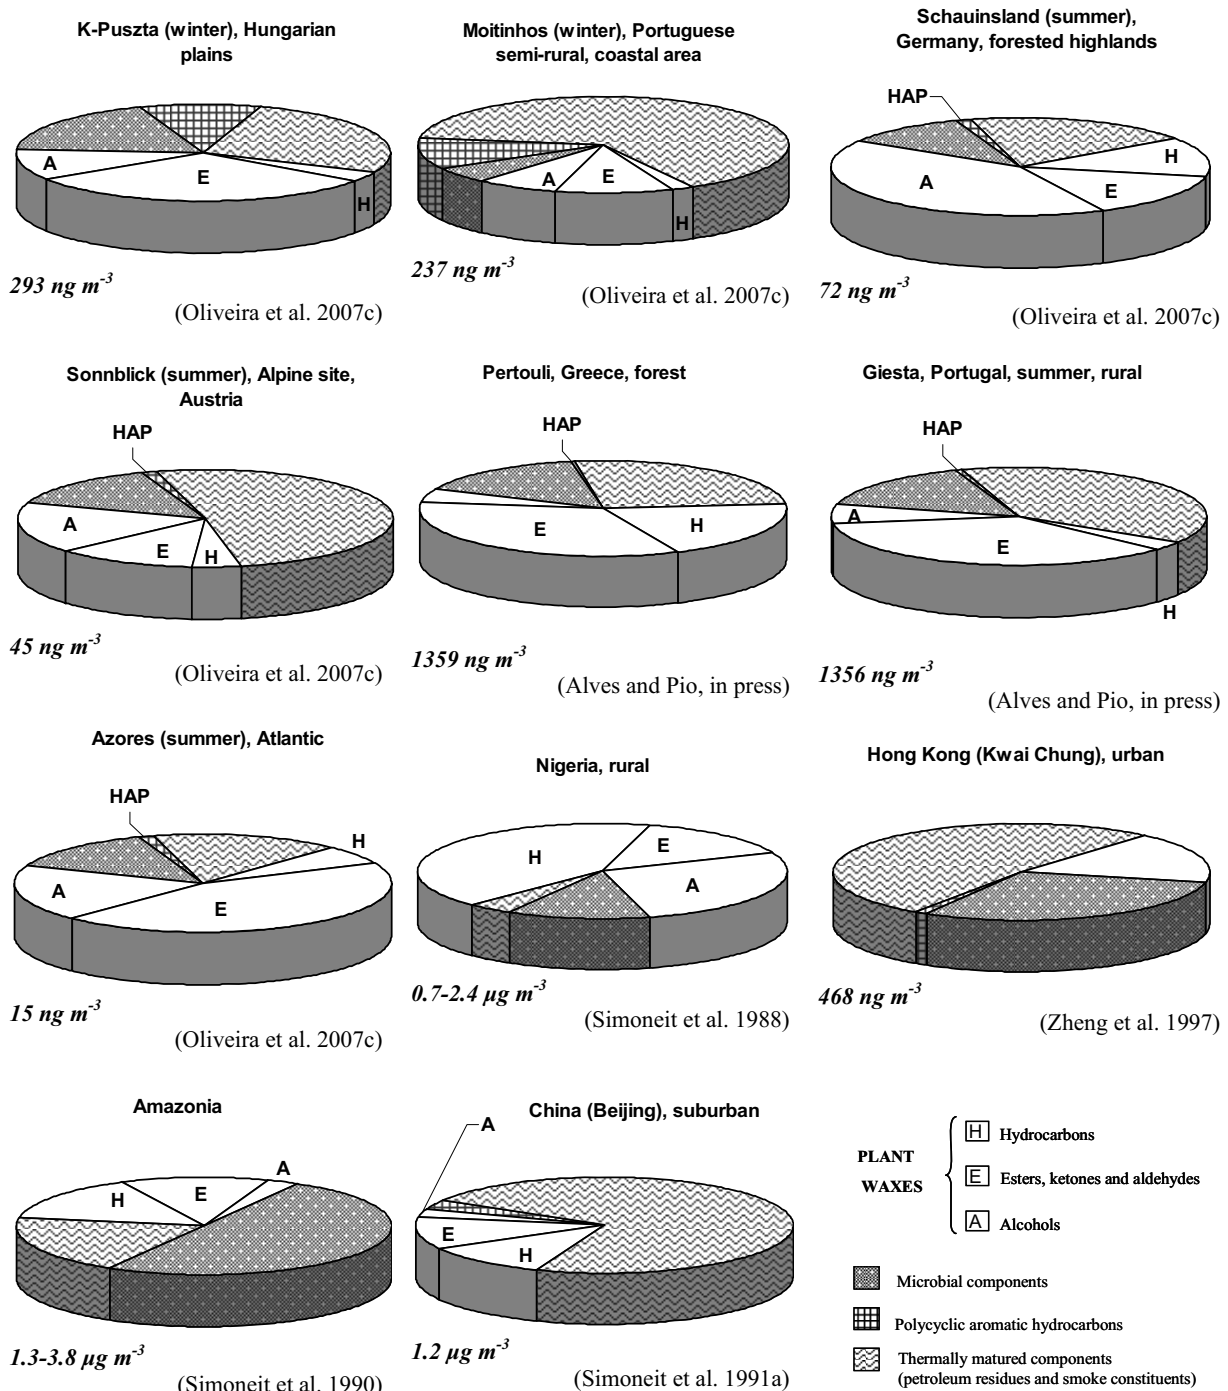 K-Puszta (winter), Hungarian
plains
A
E
H
293 ng m-3
(Oliveira et al. 2007c)
Moitinhos (winter), Portuguese
semi-rural, coastal area
A
E
H
237 ng m-3
(Oliveira et al. 2007c)
Schauinsland (summer),
Germany, forested highlands
HAP
H
A
E
72 ng m-3
(Oliveira et al. 2007c)
Sonnblick (summer), Alpine site,
Austria
HAP
A
E
H
45 ng m-3
(Oliveira et al. 2007c)
Pertouli, Greece, forest
HAP
E
H
1359 ng m-3
(Alves and Pio, in press)
Giesta, Portugal, summer, rural
HAP
A
E
H
1356 ng m-3
(Alves and Pio, in press)
Azores (summer), Atlantic
HAP
H
A
E
15 ng m-3
(Oliveira et al. 2007c)
Nigeria, rural
H
E
A
0.7-2.4 µg m-3
(Simoneit et al. 1988)
Hong Kong (Kwai Chung), urban
468 ng m-3
(Zheng et al. 1997)
Amazonia
A
H
E
1.3-3.8 µg m-3
(Simoneit et al. 1990)
China (Beijing), suburban
A
E
H
1.2 µg m-3
(Simoneit et al. 1991a)
PLANT
WAXES
H Hydrocarbons
E Esters, ketones and aldehydes
A Alcohols
Microbial components
Polycyclic aromatic hydrocarbons
Thermally matured components
(petroleum residues and smoke constituents)